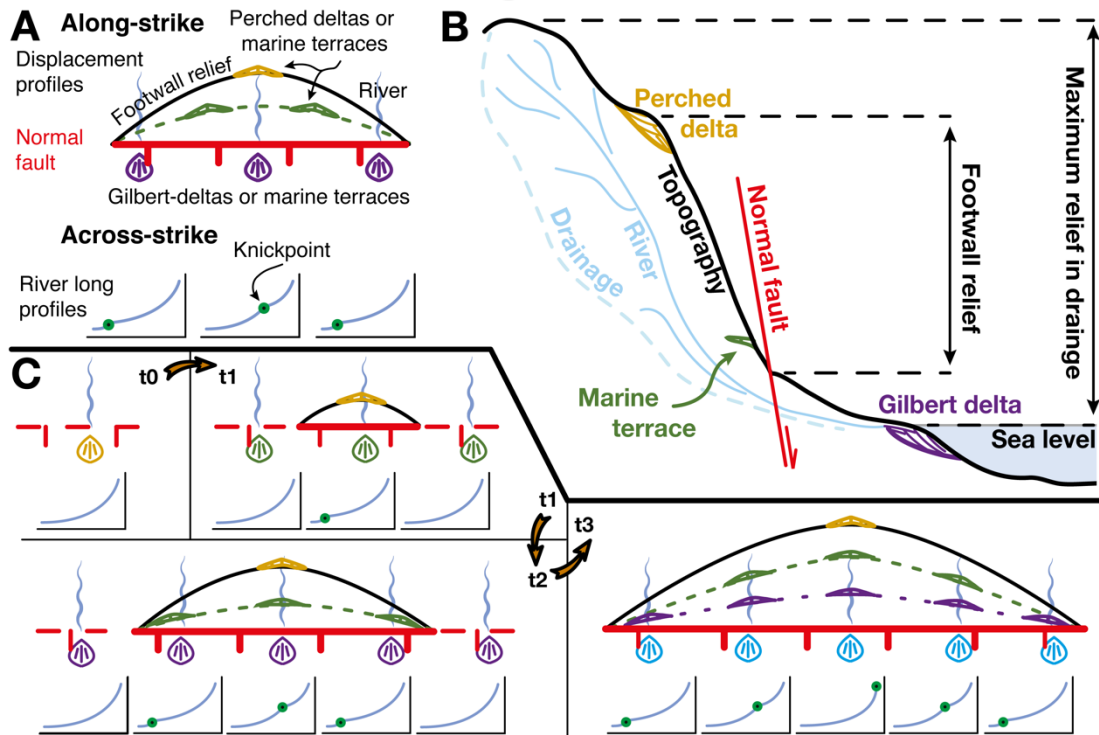 A
Along-strike
Perched deltas or
marine terraces
Displacement
profiles
Footwall relief
River
Normal
fault
Gilbert-deltas or marine terraces
Across-strike
Knickpoint
River long
profiles
B
Perched
delta
Topography
River
Drainage
Normal fault
Footwall relief
Maximum relief in drainge
Marine
terrace
Gilbert delta
Sea level
C
t0
t1
t1
t2
t3